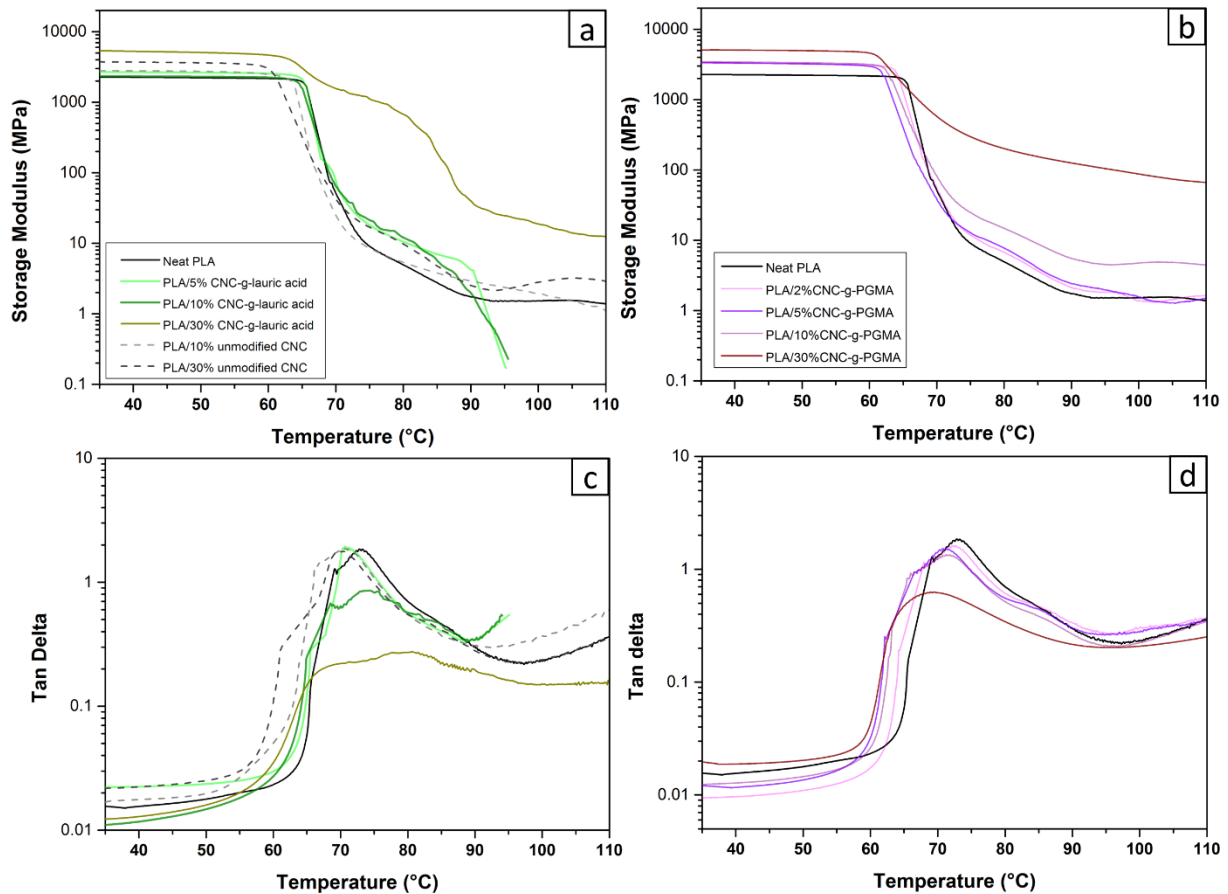 a
Storage Modulus (MPa)
10000
1000
100
10
1
0.1
Neat PLA
PLA/5% CNC-g-lauric acid
PLA/10% CNC-g-lauric acid
PLA/30% CNC-g-lauric acid
PLA/10% unmodified CNC
PLA/30% unmodified CNC
40 50 60 70 80 90 100 110
Temperature (°C)
b
Storage Modulus (MPa)
10000
1000
100
10
1
0.1
Neat PLA
PLA/2%CNC-g-PGMA
PLA/5%CNC-g-PGMA
PLA/10%CNC-g-PGMA
PLA/30%CNC-g-PGMA
40 50 60 70 80 90 100 110
Temperature (°C)
c
Tan Delta
10
1
0.1
0.01
40 50 60 70 80 90 100 110
Temperature (°C)
d
Tan delta
10
1
0.1
0.01
40 50 60 70 80 90 100 110
Temperature (°C)